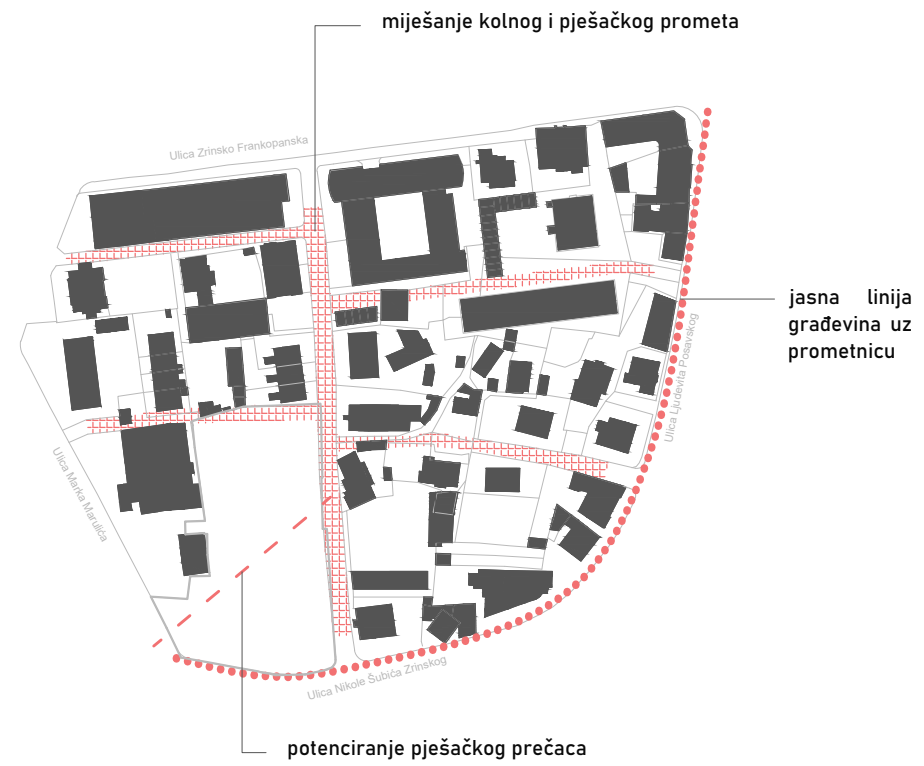 miješanje kolnog i pješačkog prometa
Ulica Zrinsko Frankopanska
jasna linija
građevina uz
prometnicu
Ulica Ljudevita Posavskog
Ulica Marka Marulića
Ulica Nikole Šubića Zrinskog
potenciranje pješačkog prečaca